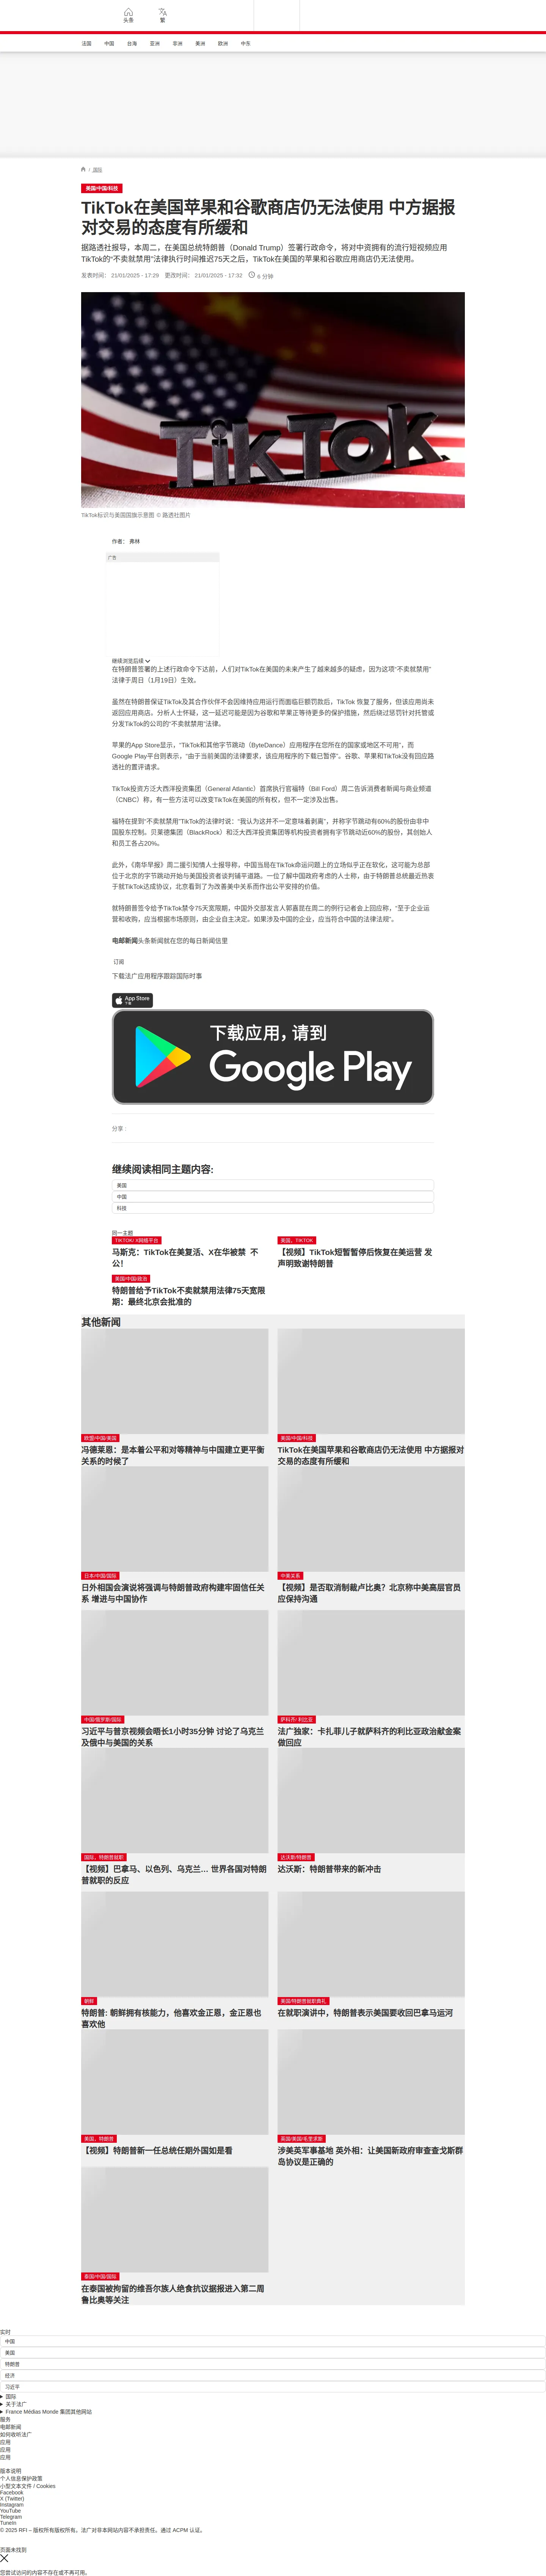 头条
繁
法国
中国
台海
亚洲
非洲
美洲
欧洲
中东
/ 国际
美国/中国/科技
TikTok在美国苹果和谷歌商店仍无法使用 中方据报
对交易的态度有所缓和
据路透社报导，本周二，在美国总统特朗普（Donald Trump）签署行政命令，将对中资拥有的流行短视频应用
TikTok的“不卖就禁用”法律执行时间推迟75天之后，TikTok在美国的苹果和谷歌应用商店仍无法使用。
发表时间： 21/01/2025 - 17:29 更改时间： 21/01/2025 - 17:32 6 分钟
TikTok
TikTok标识与美国国旗示意图 © 路透社图片
作者： 弗林
广告
继续浏览后续
在特朗普签署的上述行政命令下达前，人们对TikTok在美国的未来产生了越来越多的疑虑，因为这项“不卖就禁用”
法律于周日（1月19日）生效。
虽然在特朗普保证TikTok及其合作伙伴不会因维持应用运行而面临巨额罚款后，TikTok 恢复了服务，但该应用尚未
返回应用商店。分析人士怀疑，这一延迟可能是因为谷歌和苹果正等待更多的保护措施，然后绕过惩罚针对托管或
分发TikTok的公司的“不卖就禁用”法律。
苹果的App Store显示，“TikTok和其他字节跳动（ByteDance）应用程序在您所在的国家或地区不可用”，而
Google Play平台则表示，“由于当前美国的法律要求，该应用程序的下载已暂停”。谷歌、苹果和TikTok没有回应路
透社的置评请求。
TikTok投资方泛大西洋投资集团（General Atlantic）首席执行官福特（Bill Ford）周二告诉消费者新闻与商业频道
（CNBC）称，有一些方法可以改变TikTok在美国的所有权，但不一定涉及出售。
福特在提到“不卖就禁用”TikTok的法律时说：“我认为这并不一定意味着剥离”，并称字节跳动有60%的股份由非中
国股东控制。贝莱德集团（BlackRock）和泛大西洋投资集团等机构投资者拥有字节跳动近60%的股份，其创始人
和员工各占20%。
此外，《南华早报》周二援引知情人士报导称，中国当局在TikTok命运问题上的立场似乎正在软化，这可能为总部
位于北京的字节跳动开始与美国投资者谈判铺平道路。一位了解中国政府考虑的人士称，由于特朗普总统最近热衷
于就TikTok达成协议，北京看到了为改善美中关系而作出公平安排的价值。
就特朗普签令给予TikTok禁令75天宽限期，中国外交部发言人郭嘉昆在周二的例行记者会上回应称，“至于企业运
营和收购，应当根据市场原则，由企业自主决定。如果涉及中国的企业，应当符合中国的法律法规”。
电邮新闻头条新闻就在您的每日新闻信里
订阅
下载法广应用程序跟踪国际时事
App Store
下载
下载应用，请到
Google Play
分享 :
继续阅读相同主题内容:
美国
中国
科技
同一主题
TIKTOK/ X网络平台
马斯克：TikTok在美复活、X在华被禁 不
公！
美国，TIKTOK
【视频】TikTok短暂暂停后恢复在美运营 发
声明致谢特朗普
美国/中国/政治
特朗普给予TikTok不卖就禁用法律75天宽限
期：最终北京会批准的
其他新闻
欧盟/中国/美国
冯德莱恩：是本着公平和对等精神与中国建立更平衡
关系的时候了
美国/中国/科技
TikTok在美国苹果和谷歌商店仍无法使用 中方据报对
交易的态度有所缓和
日本/中国/国际
日外相国会演说将强调与特朗普政府构建牢固信任关
系 增进与中国协作
中美关系
【视频】是否取消制裁卢比奥？北京称中美高层官员
应保持沟通
中国/俄罗斯/国际
习近平与普京视频会晤长1小时35分钟 讨论了乌克兰
及俄中与美国的关系
萨科齐/ 利比亚
法广独家：卡扎菲儿子就萨科齐的利比亚政治献金案
做回应
国际，特朗普就职
【视频】巴拿马、以色列、乌克兰… 世界各国对特朗
普就职的反应
达沃斯/特朗普
达沃斯：特朗普带来的新冲击
朝鲜
特朗普: 朝鲜拥有核能力，他喜欢金正恩，金正恩也
喜欢他
美国/特朗普就职典礼
在就职演讲中，特朗普表示美国要收回巴拿马运河
美国，特朗普
【视频】特朗普新一任总统任期外国如是看
英国/美国/毛里求斯
涉美英军事基地 英外相：让美国新政府审查查戈斯群
岛协议是正确的
泰国/中国/国际
在泰国被拘留的维吾尔族人绝食抗议据报进入第二周
鲁比奥等关注
实时
中国
美国
特朗普
经济
习近平
国际
关于法广
France Médias Monde 集团其他网站
服务
电邮新闻
如何收听法广
应用
应用
应用
版本说明
个人信息保护政策
小型文本文件 / Cookies
Facebook
X (Twitter)
Instagram
YouTube
Telegram
TuneIn
© 2025 RFI – 版权所有版权所有。法广对非本网站内容不承担责任。通过 ACPM 认证。
页面未找到
您尝试访问的内容不存在或不再可用。